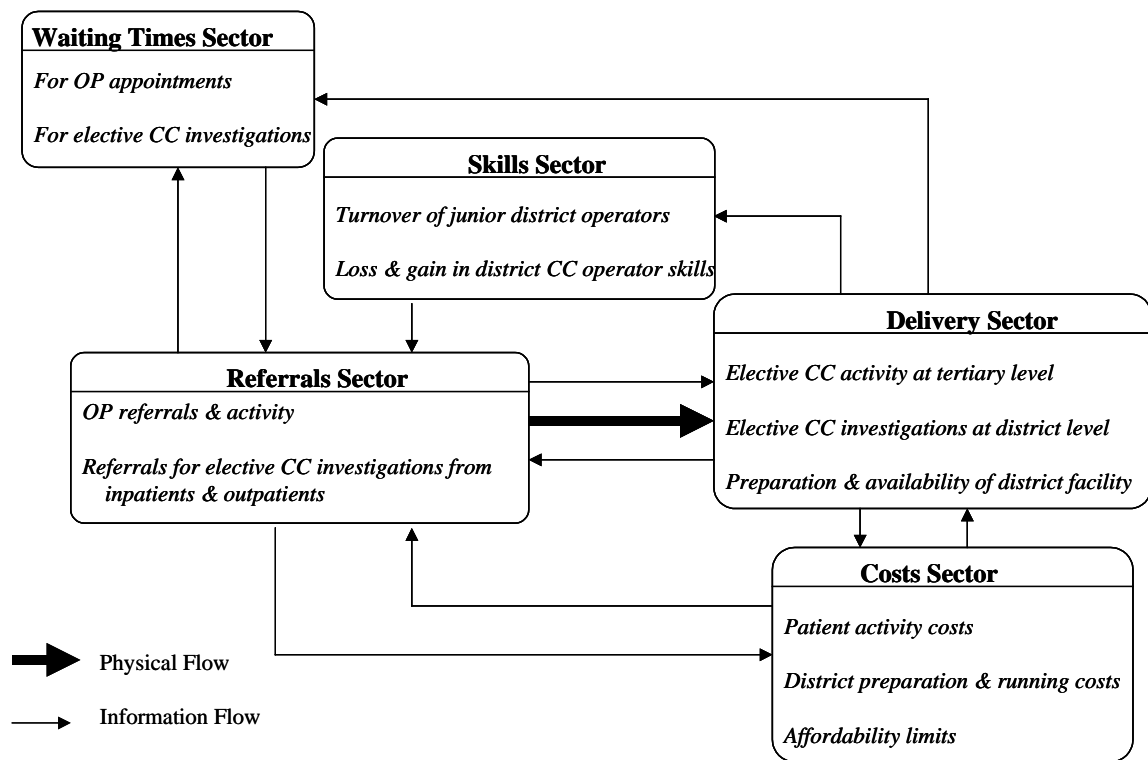 Waiting Times Sector
For OP appointments
For elective CC investigations
Skills Sector
Turnover of junior district operators
Loss & gain in district CC operator skills
Delivery Sector
Elective CC activity at tertiary level
Elective CC investigations at district level
Preparation & availability of district facility
Referrals Sector
OP referrals & activity
Referrals for elective CC investigations from
inpatients & outpatients
Costs Sector
Patient activity costs
District preparation & running costs
Affordability limits
Physical Flow
Information Flow